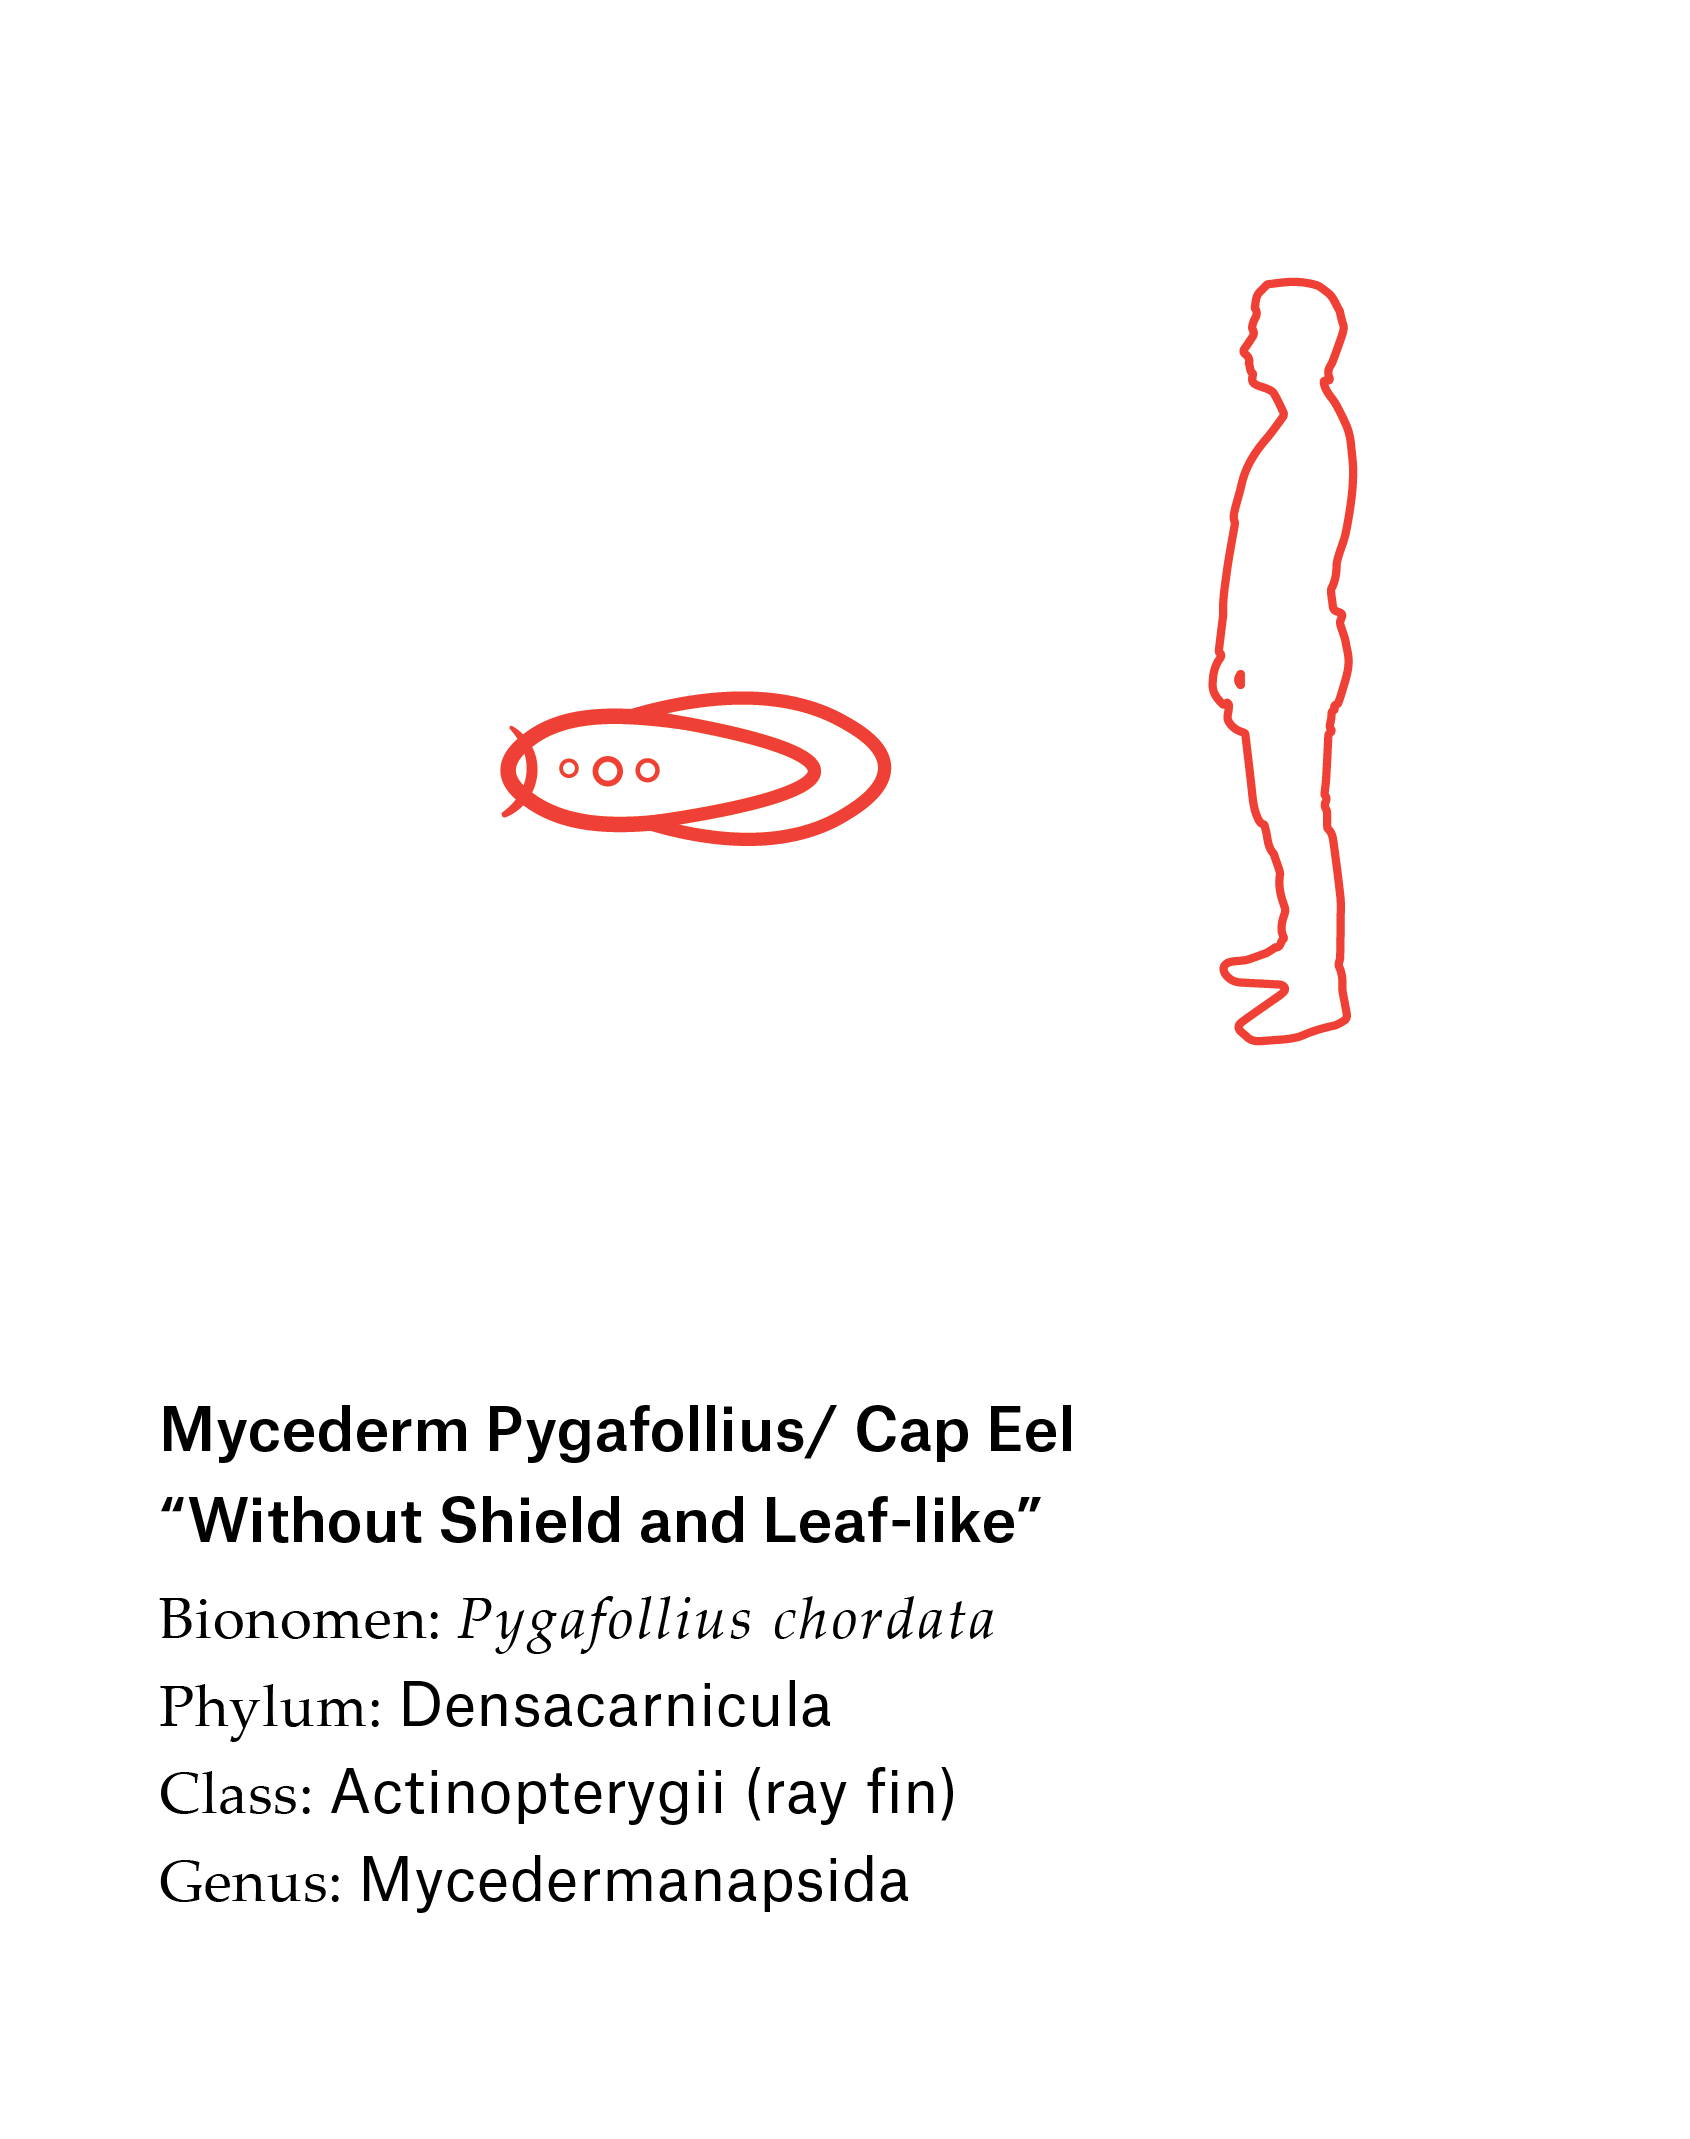 Mycederm Pygafollius/ Cap Eel
“Without Shield and Leaf-like”
Bionomen: Pygafollius chordata
Phylum: Densacarnicula
Class: Actinopterygii (ray fin)
Genus: Mycedermanapsida